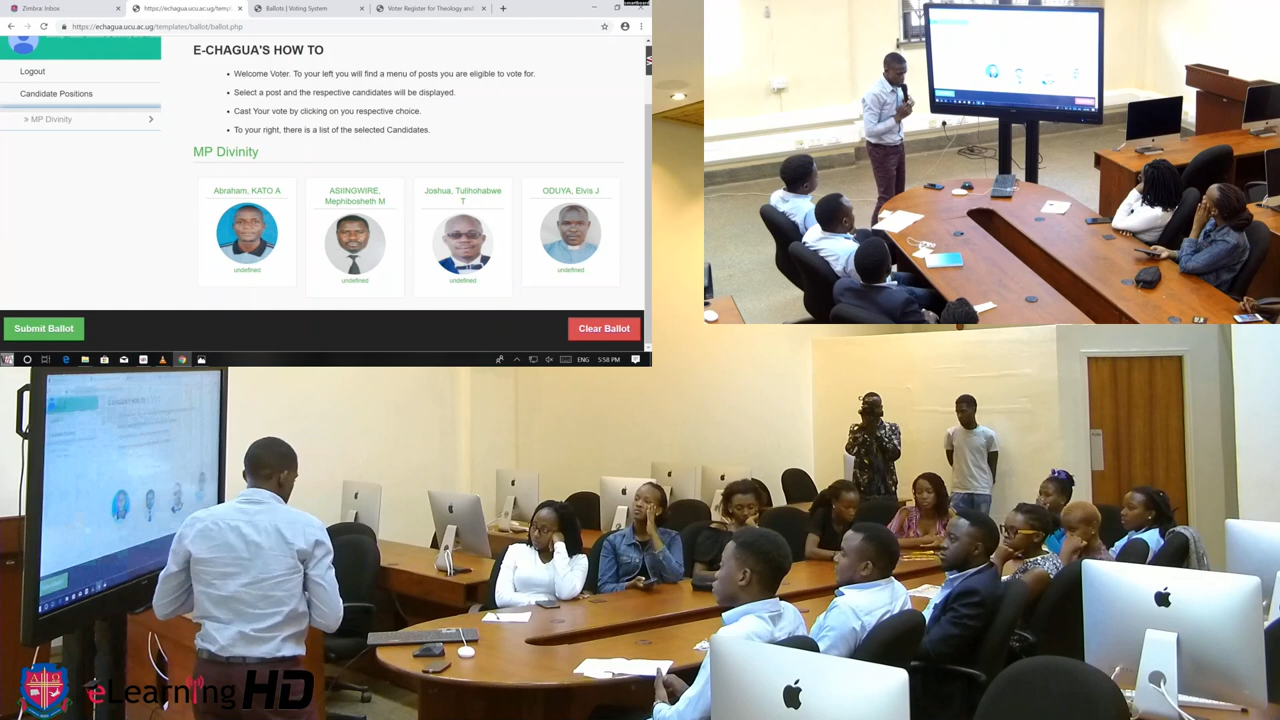 Zimbra: Inbox
https://echagua.ucu.ac.ug/templ
Ballots | Voting System
Voter Register for Theology and
smartboard
https://echagua.ucu.ac.ug/templates/ballot/ballot.php
E-CHAGUA'S HOW TO
Welcome Voter. To your left you will find a menu of posts you are eligible to vote for.
Select a post and the respective candidates will be displayed.
Cast Your vote by clicking on you respective choice.
To your right, there is a list of the selected Candidates.
Logout
Candidate Positions
» MP Divinity
MP Divinity
Abraham, KATO A
undefined
ASIINGWIRE, Mephibosheth M
undefined
Joshua, Tulihohabwe T
undefined
ODUYA, Elvis J
undefined
Submit Ballot
Clear Ballot
ENG
5:58 PM
eLearning HD